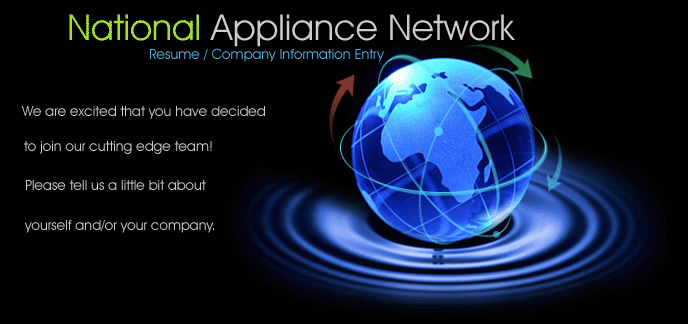 National Appliance Network
Resume / Company Information Entry
We are excited that you have decided
to join our cutting edge team!
Please tell us a little bit about
yourself and/or your company.